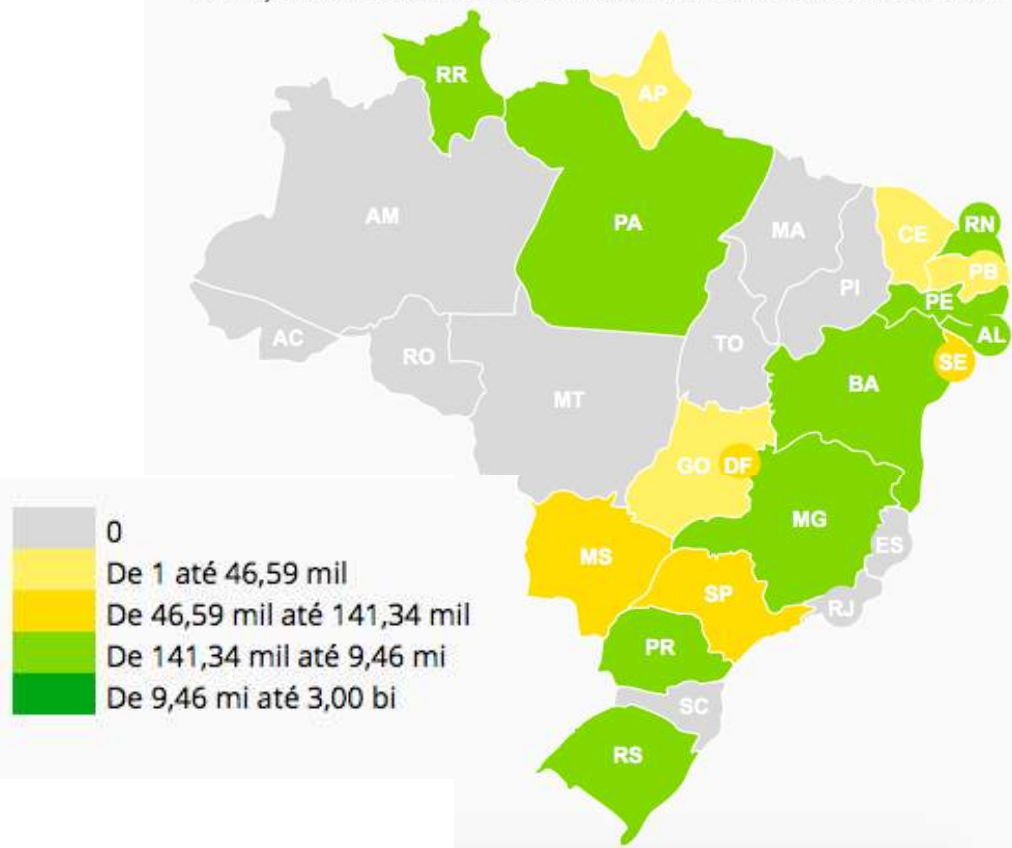 RR
AP
AM
PA
MA
CE
RN
PI
PB
PE
AC
RO
TO
AL
SE
MT
BA
GO
DF
MG
ES
MS
SP
RJ
PR
SC
RS
0
De 1 até 46,59 mil
De 46,59 mil até 141,34 mil
De 141,34 mil até 9,46 mi
De 9,46 mi até 3,00 bi